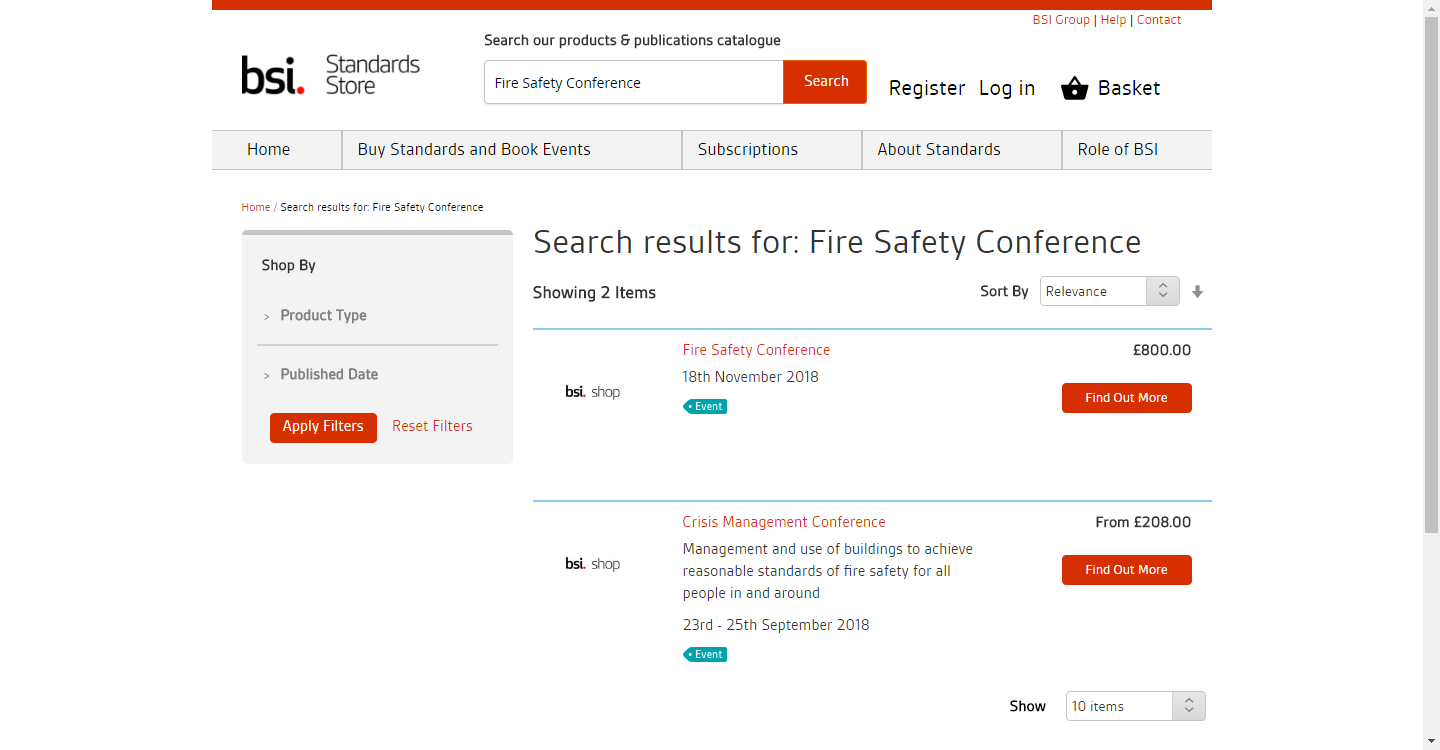 BSI Group | Help | Contact
Search our products & publications catalogue
bsi. Standards Store
Fire Safety Conference
Search
Register Log in Basket
Home
Buy Standards and Book Events
Subscriptions
About Standards
Role of BSI
Home / Search results for: Fire Safety Conference
Shop By
> Product Type
> Published Date
Apply Filters
Reset Filters
Search results for: Fire Safety Conference
Showing 2 Items
Sort By
Relevance
bsi. shop
Fire Safety Conference
18th November 2018
• Event
£800.00
Find Out More
bsi. shop
Crisis Management Conference
Management and use of buildings to achieve
reasonable standards of fire safety for all
people in and around
23rd - 25th September 2018
• Event
From £208.00
Find Out More
Show
10 items